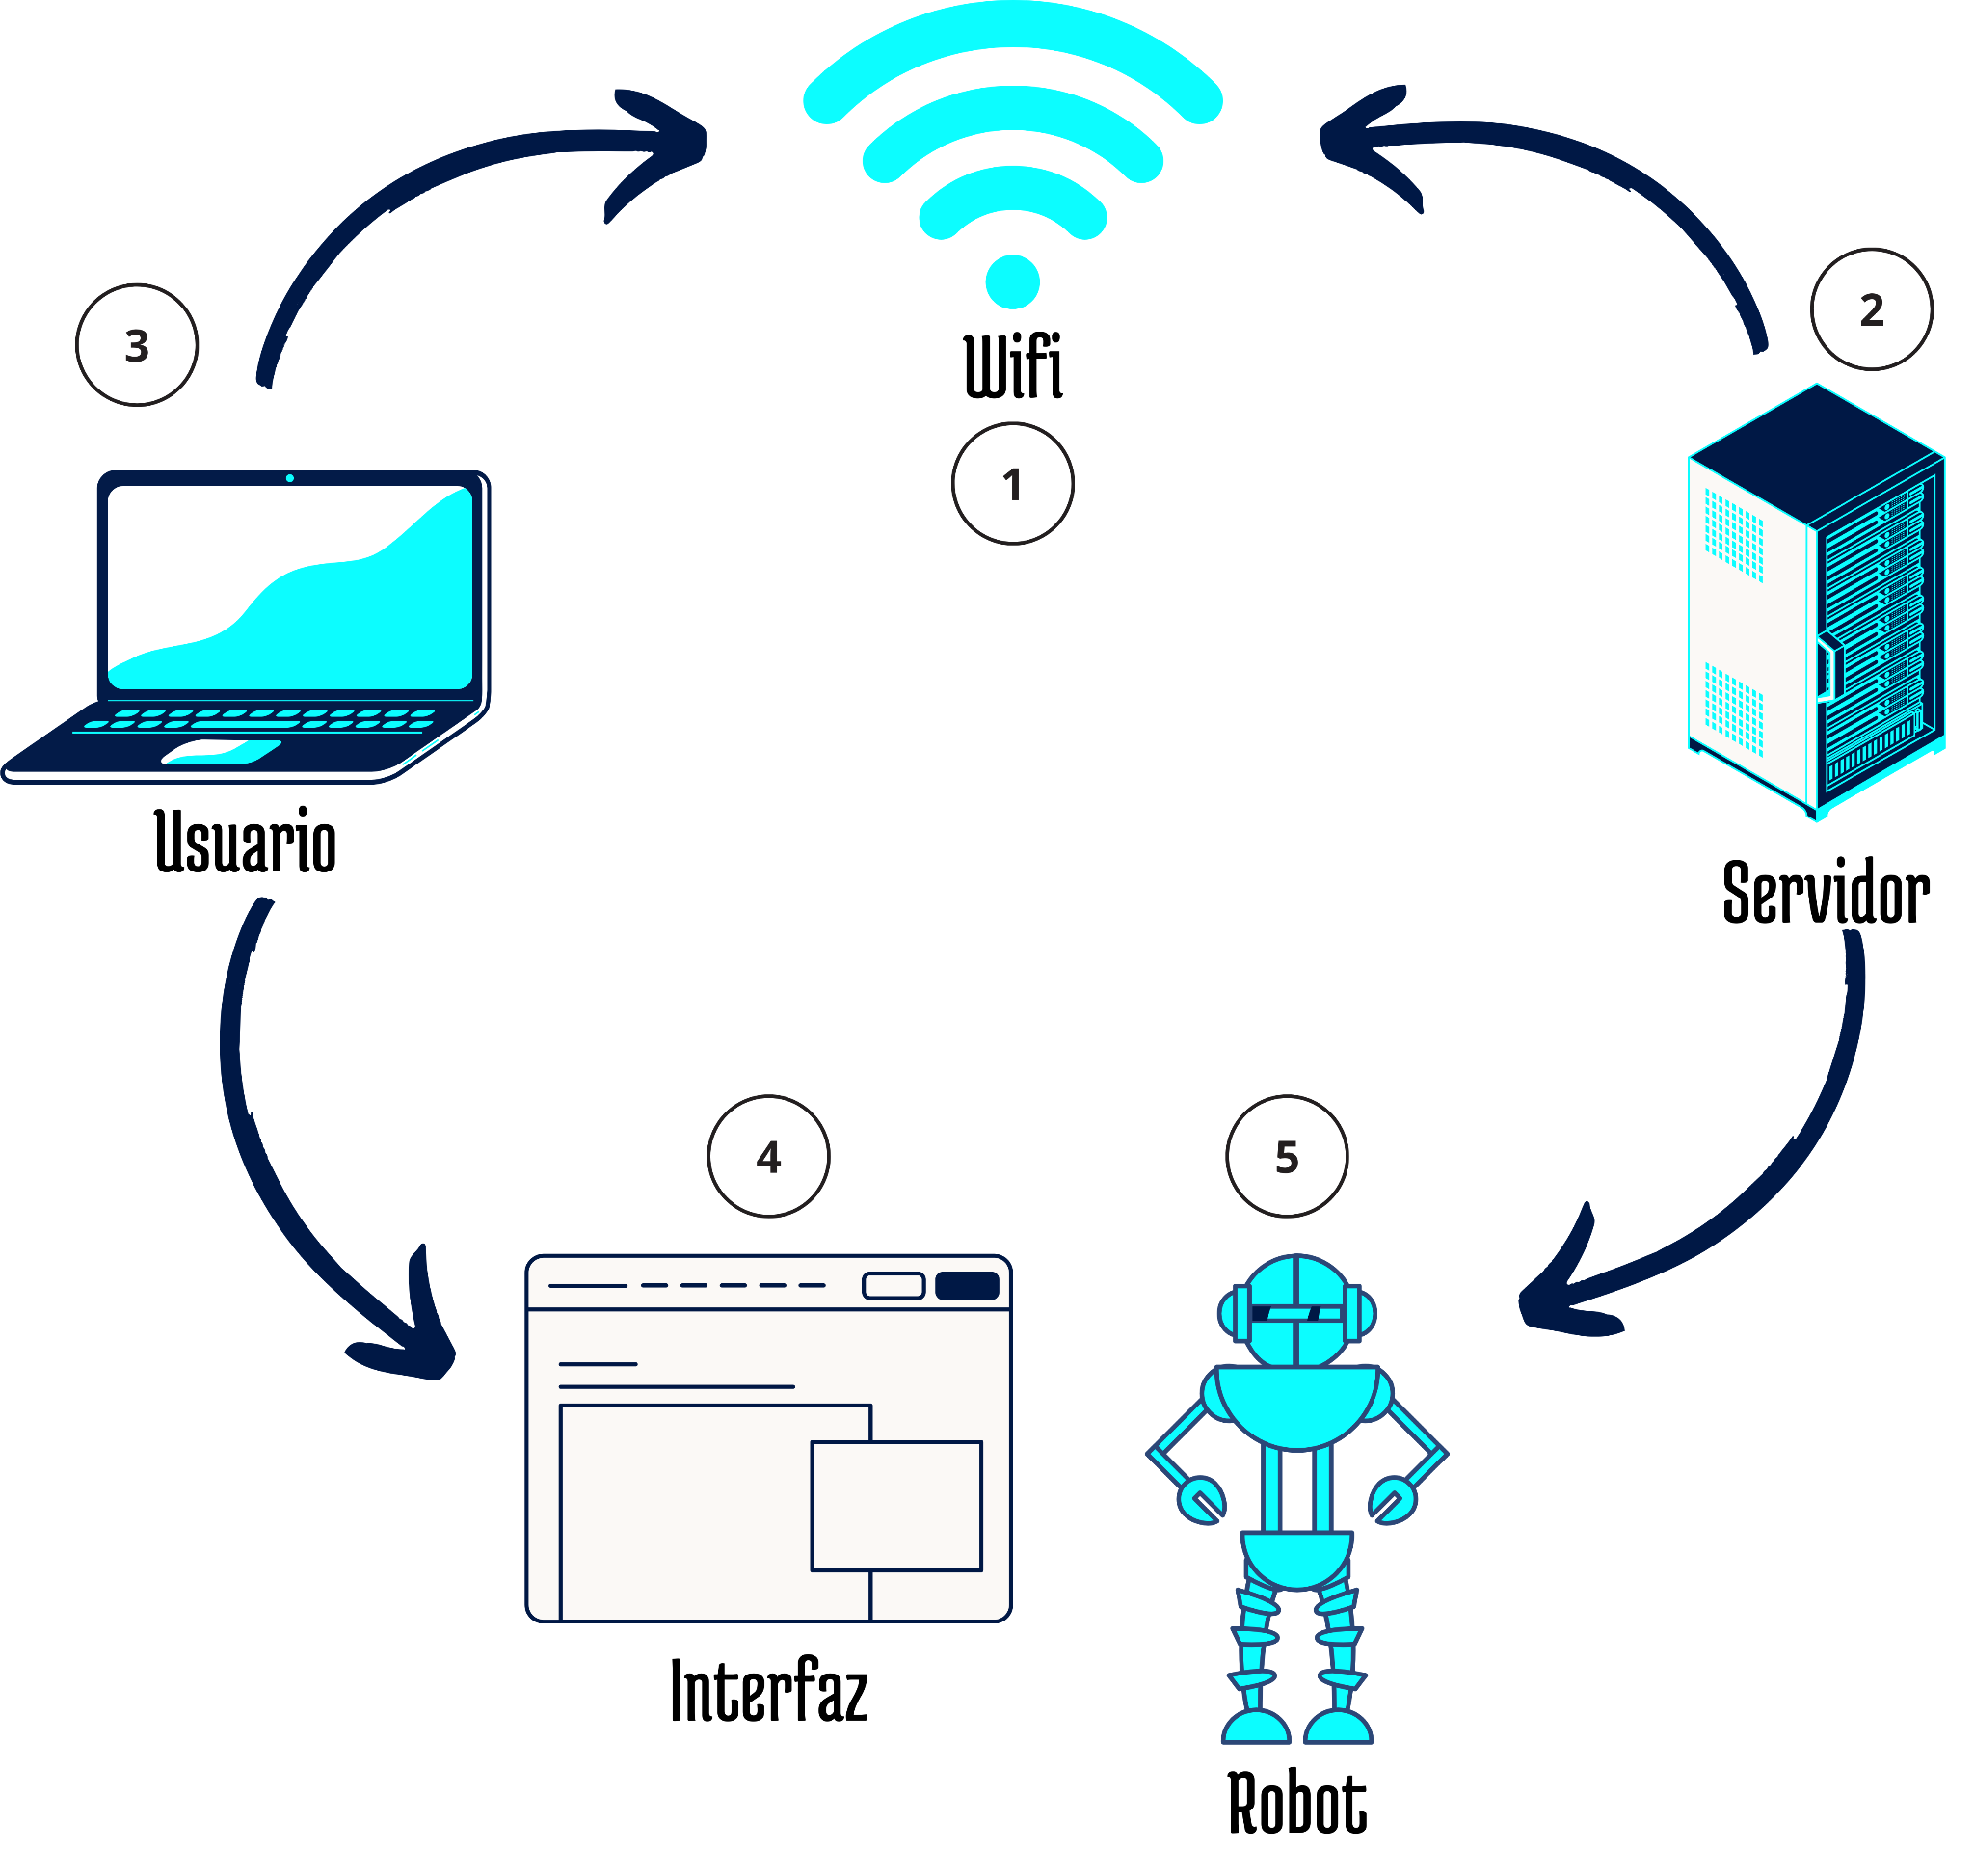 Wifi
1
2
3
Usuario
Servidor
4
5
Interfaz
Robot